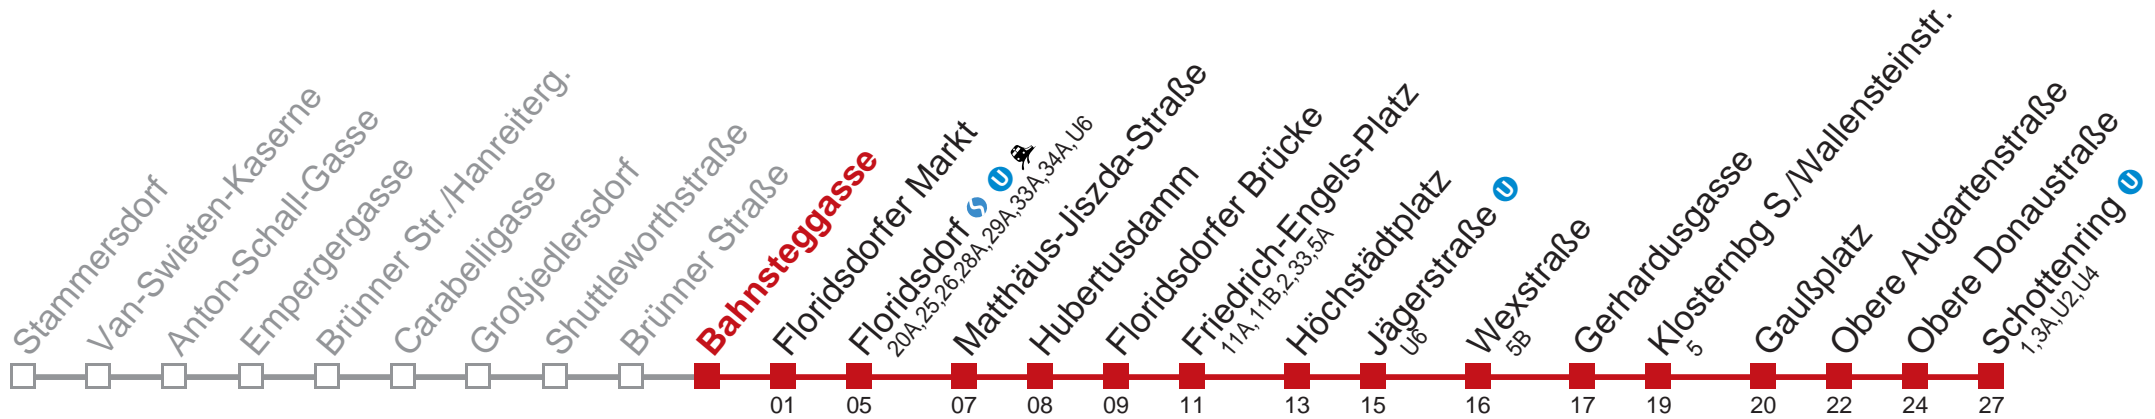 Stammersdorf
Van-Swieten-Kaserne
Anton-Schall-Gasse
Empergergasse
Brünner Str./Hanreiterg.
Carabelligasse
Großjedlersdorf
Shuttleworthstraße
Brünner Straße
Bahnsteggasse
Floridsdorfer Markt
01
Floridsdorf S U
20A,25,26,28A,29A,33A,34A,U6
05
Matthäus-Jiszda-Straße
07
Hubertusdamm
08
Floridsdorfer Brücke
09
Friedrich-Engels-Platz
11A,11B,2,33,5A
11
Höchstädtplatz
13
Jägerstraße U
U6
15
Wexstraße
5B
16
Gerhardusgasse
17
Klosternbg S./Wallensteinstr.
5
19
Gaußplatz
20
Obere Augartenstraße
22
Obere Donaustraße
24
Schottenring U
1,3A,U2,U4
27